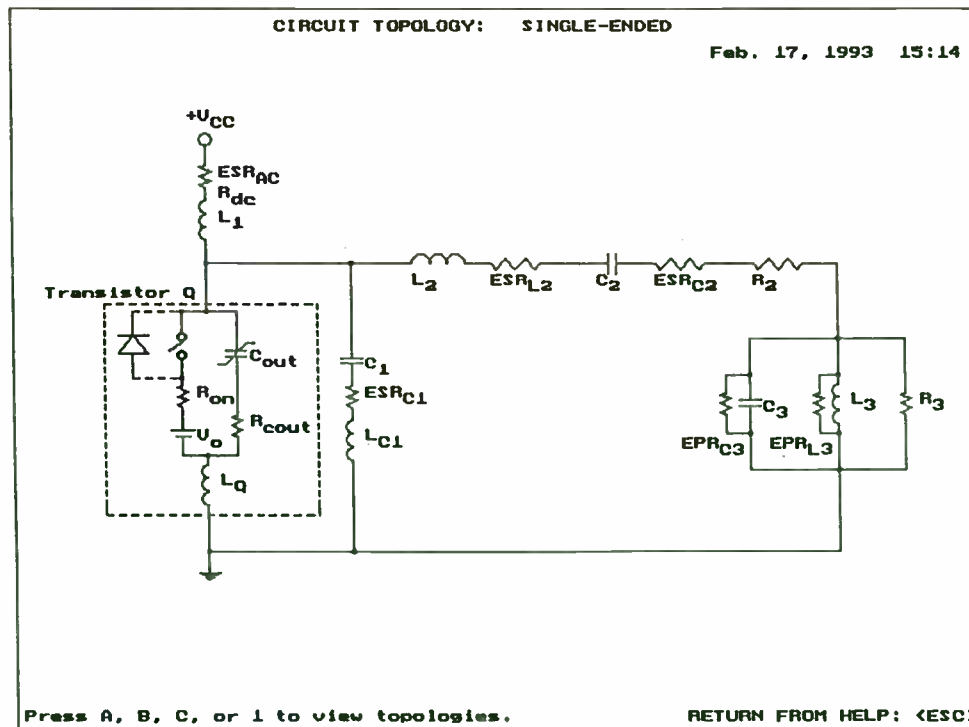 CIRCUIT TOPOLOGY: SINGLE-ENDED
Feb. 17, 1993 15:14
+VCC
ESRAC
Rdc
L1
L2 ESRL2 C2 ESRC2 R2
Transistor Q
Cout
Ron
Rcout
Vo
LQ
C1
ESRC1
LC1
C3 L3 R3
EPRC3 EPRL3
Press A, B, C, or 1 to view topologies. RETURN FROM HELP: <ESC>